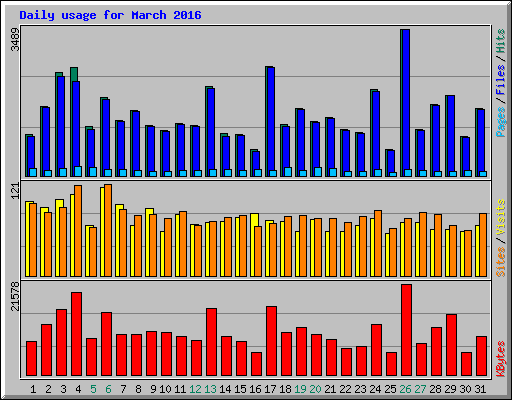 Daily usage for March 2016
3489
Pages / Files / Hits
121
Sites / Visits
21578
KBytes
1 2 3 4 5 6 7 8 9 10 11 12 13 14 15 16 17 18 19 20 21 22 23 24 25 26 27 28 29 30 31